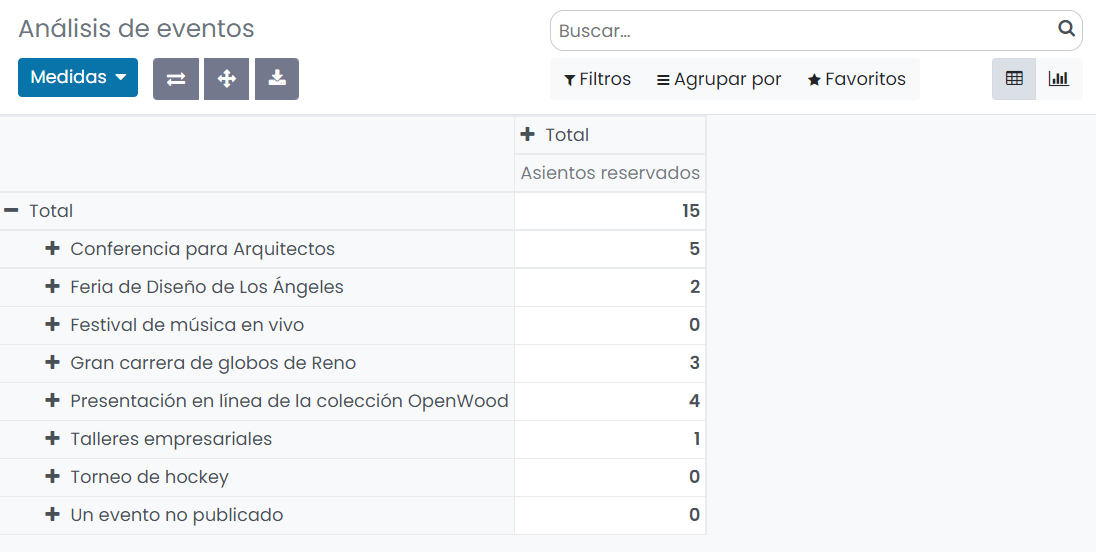 Análisis de eventos
Buscar...
Medidas
Filtros Agrupar por Favoritos
Total
Asientos reservados
Total 15
Conferencia para Arquitectos 5
Feria de Diseño de Los Ángeles 2
Festival de música en vivo 0
Gran carrera de globos de Reno 3
Presentación en línea de la colección OpenWood 4
Talleres empresariales 1
Torneo de hockey 0
Un evento no publicado 0